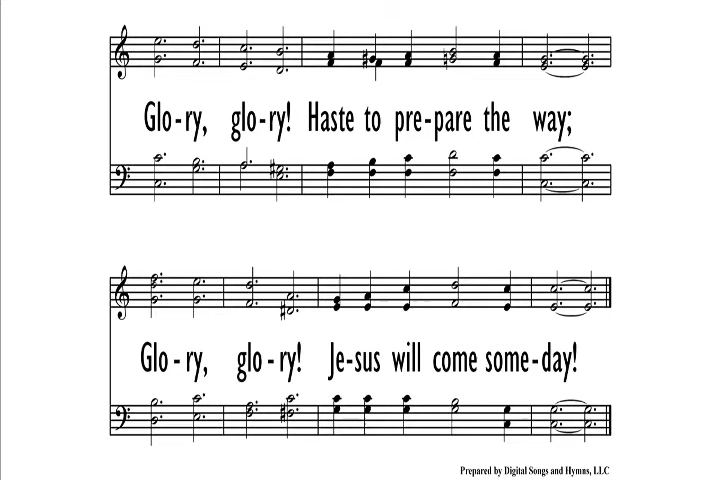 Glo-ry, glo-ry! Haste to pre-pare the way;
Glo-ry, glo-ry! Je-sus will come some-day!
Prepared by Digital Songs and Hymns, LLC